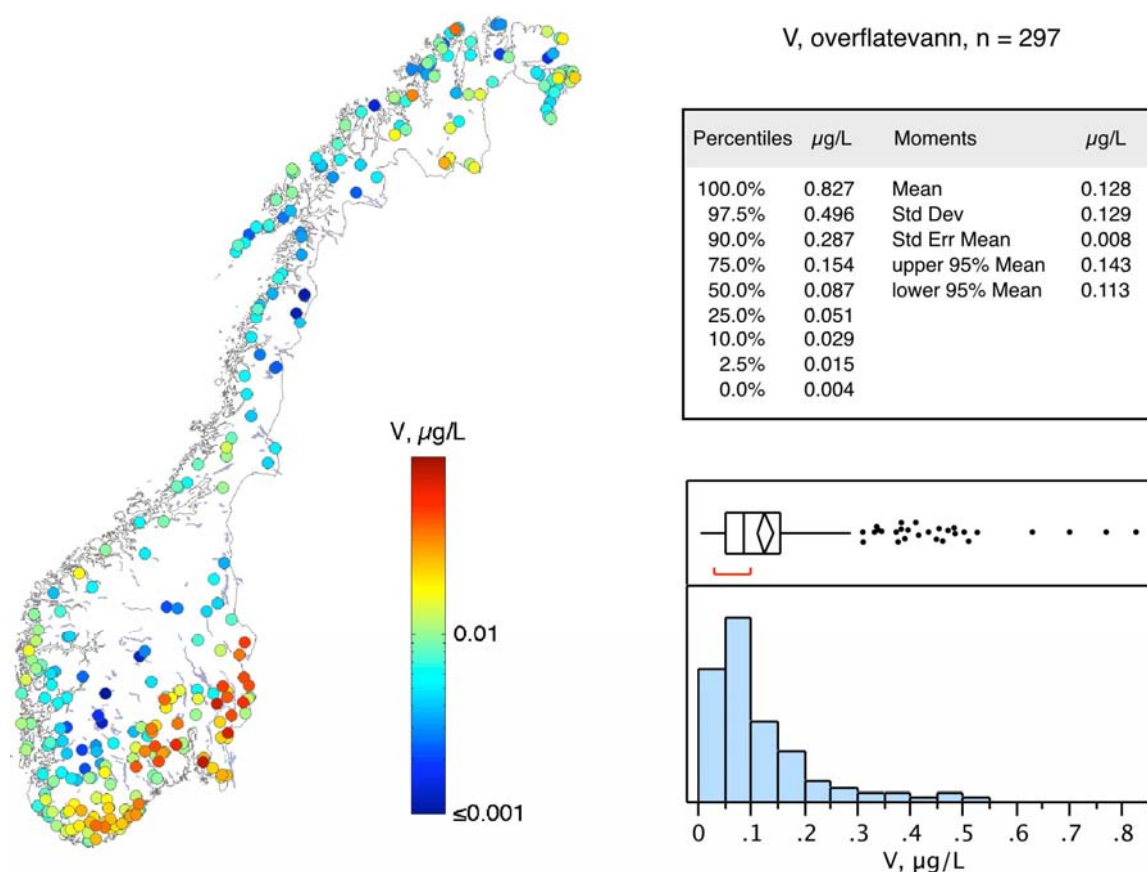 V, overflatevann, n = 297
Percentiles µg/L Moments µg/L
100.0% 0.827 Mean 0.128
97.5% 0.496 Std Dev 0.129
90.0% 0.287 Std Err Mean 0.008
75.0% 0.154 upper 95% Mean 0.143
50.0% 0.087 lower 95% Mean 0.113
25.0% 0.051
10.0% 0.029
2.5% 0.015
0.0% 0.004
V, µg/L
0.01
≤0.001
0 .1 .2 .3 .4 .5 .6 .7 .8
V, µg/L